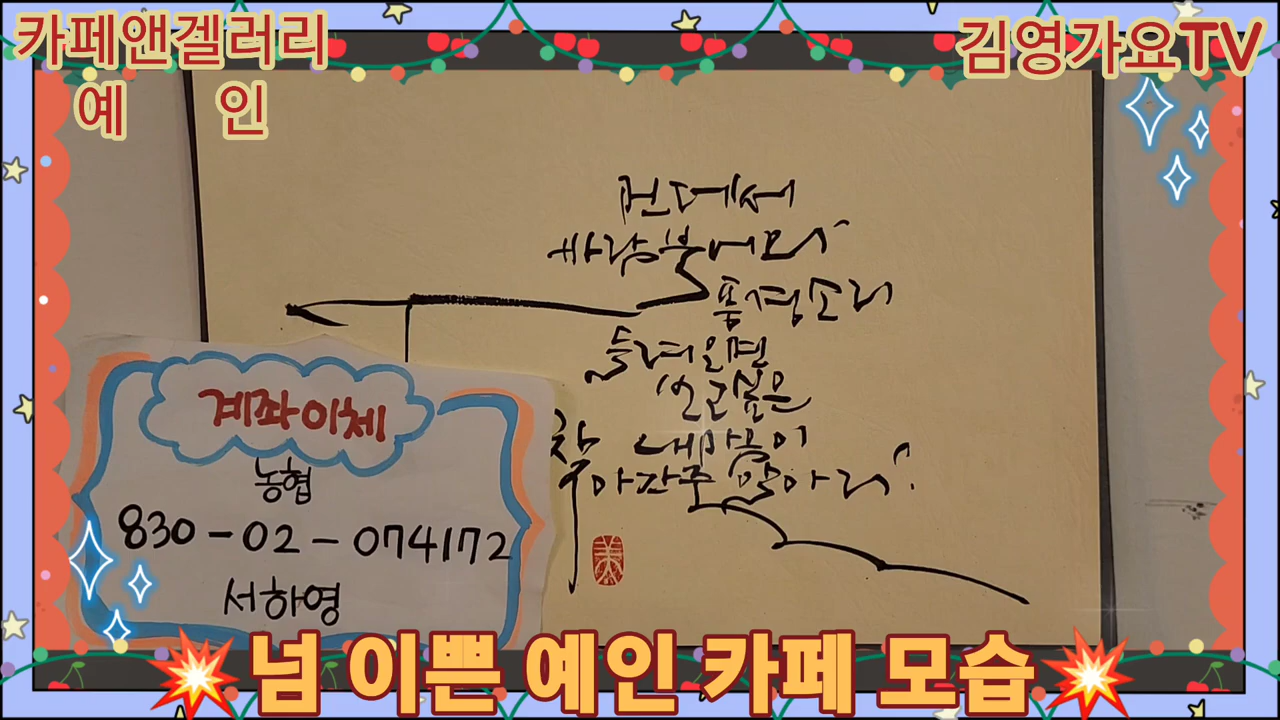 카페앤겔러리
예 인
김영가요TV
먼데서
바람불어와
풍경소리
들려오면
보고싶은
내마음이
찾아간줄 알아라.
계좌이체
농협
830-02-074172
서하영
넘 이쁜 예인 카페 모습